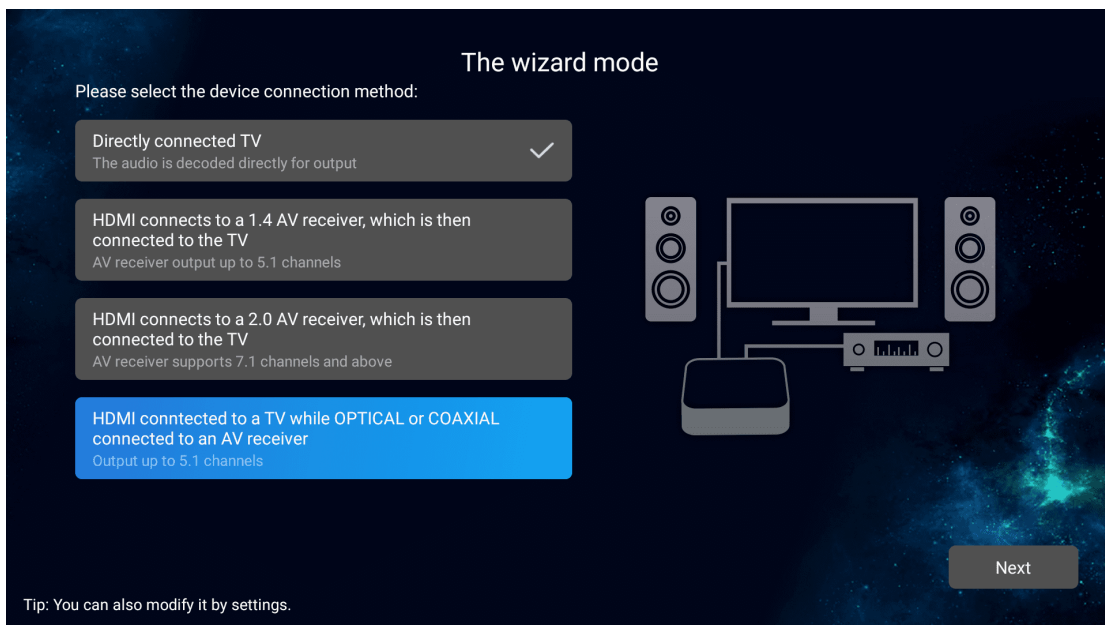 The wizard mode
Please select the device connection method:
Directly connected TV
The audio is decoded directly for output
HDMI connects to a 1.4 AV receiver, which is then
connected to the TV
AV receiver output up to 5.1 channels
HDMI connects to a 2.0 AV receiver, which is then
connected to the TV
AV receiver supports 7.1 channels and above
HDMI conntected to a TV while OPTICAL or COAXIAL
connected to an AV receiver
Output up to 5.1 channels
Next
Tip: You can also modify it by settings.